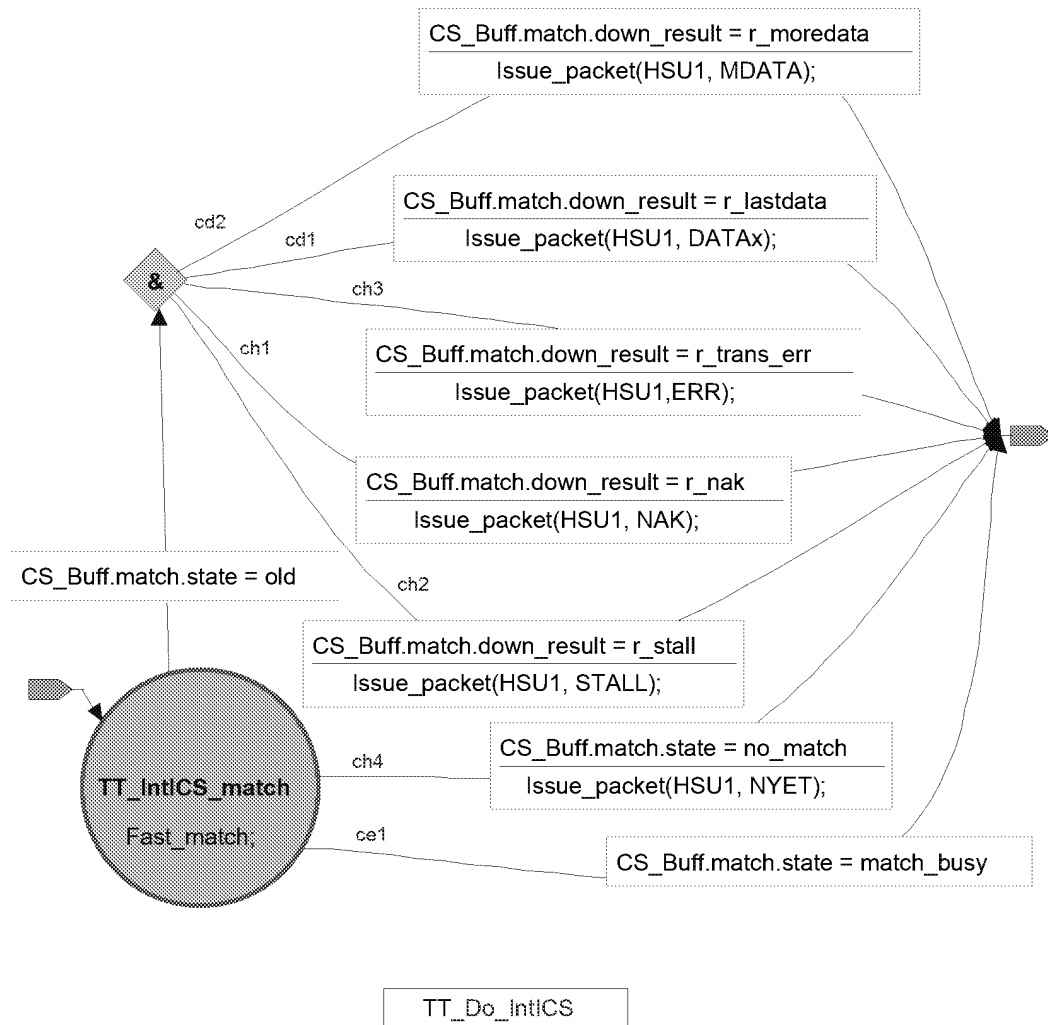 CS_Buff.match.down_result = r_moredata
Issue_packet(HSU1, MDATA);
CS_Buff.match.down_result = r_lastdata
Issue_packet(HSU1, DATAx);
cd2
cd1
&
ch3
ch1
CS_Buff.match.down_result = r_trans_err
Issue_packet(HSU1,ERR);
CS_Buff.match.down_result = r_nak
Issue_packet(HSU1, NAK);
CS_Buff.match.state = old
ch2
CS_Buff.match.down_result = r_stall
Issue_packet(HSU1, STALL);
ch4
CS_Buff.match.state = no_match
Issue_packet(HSU1, NYET);
TT_IntICS_match
Fast_match;
ce1
CS_Buff.match.state = match_busy
TT_Do_IntICS